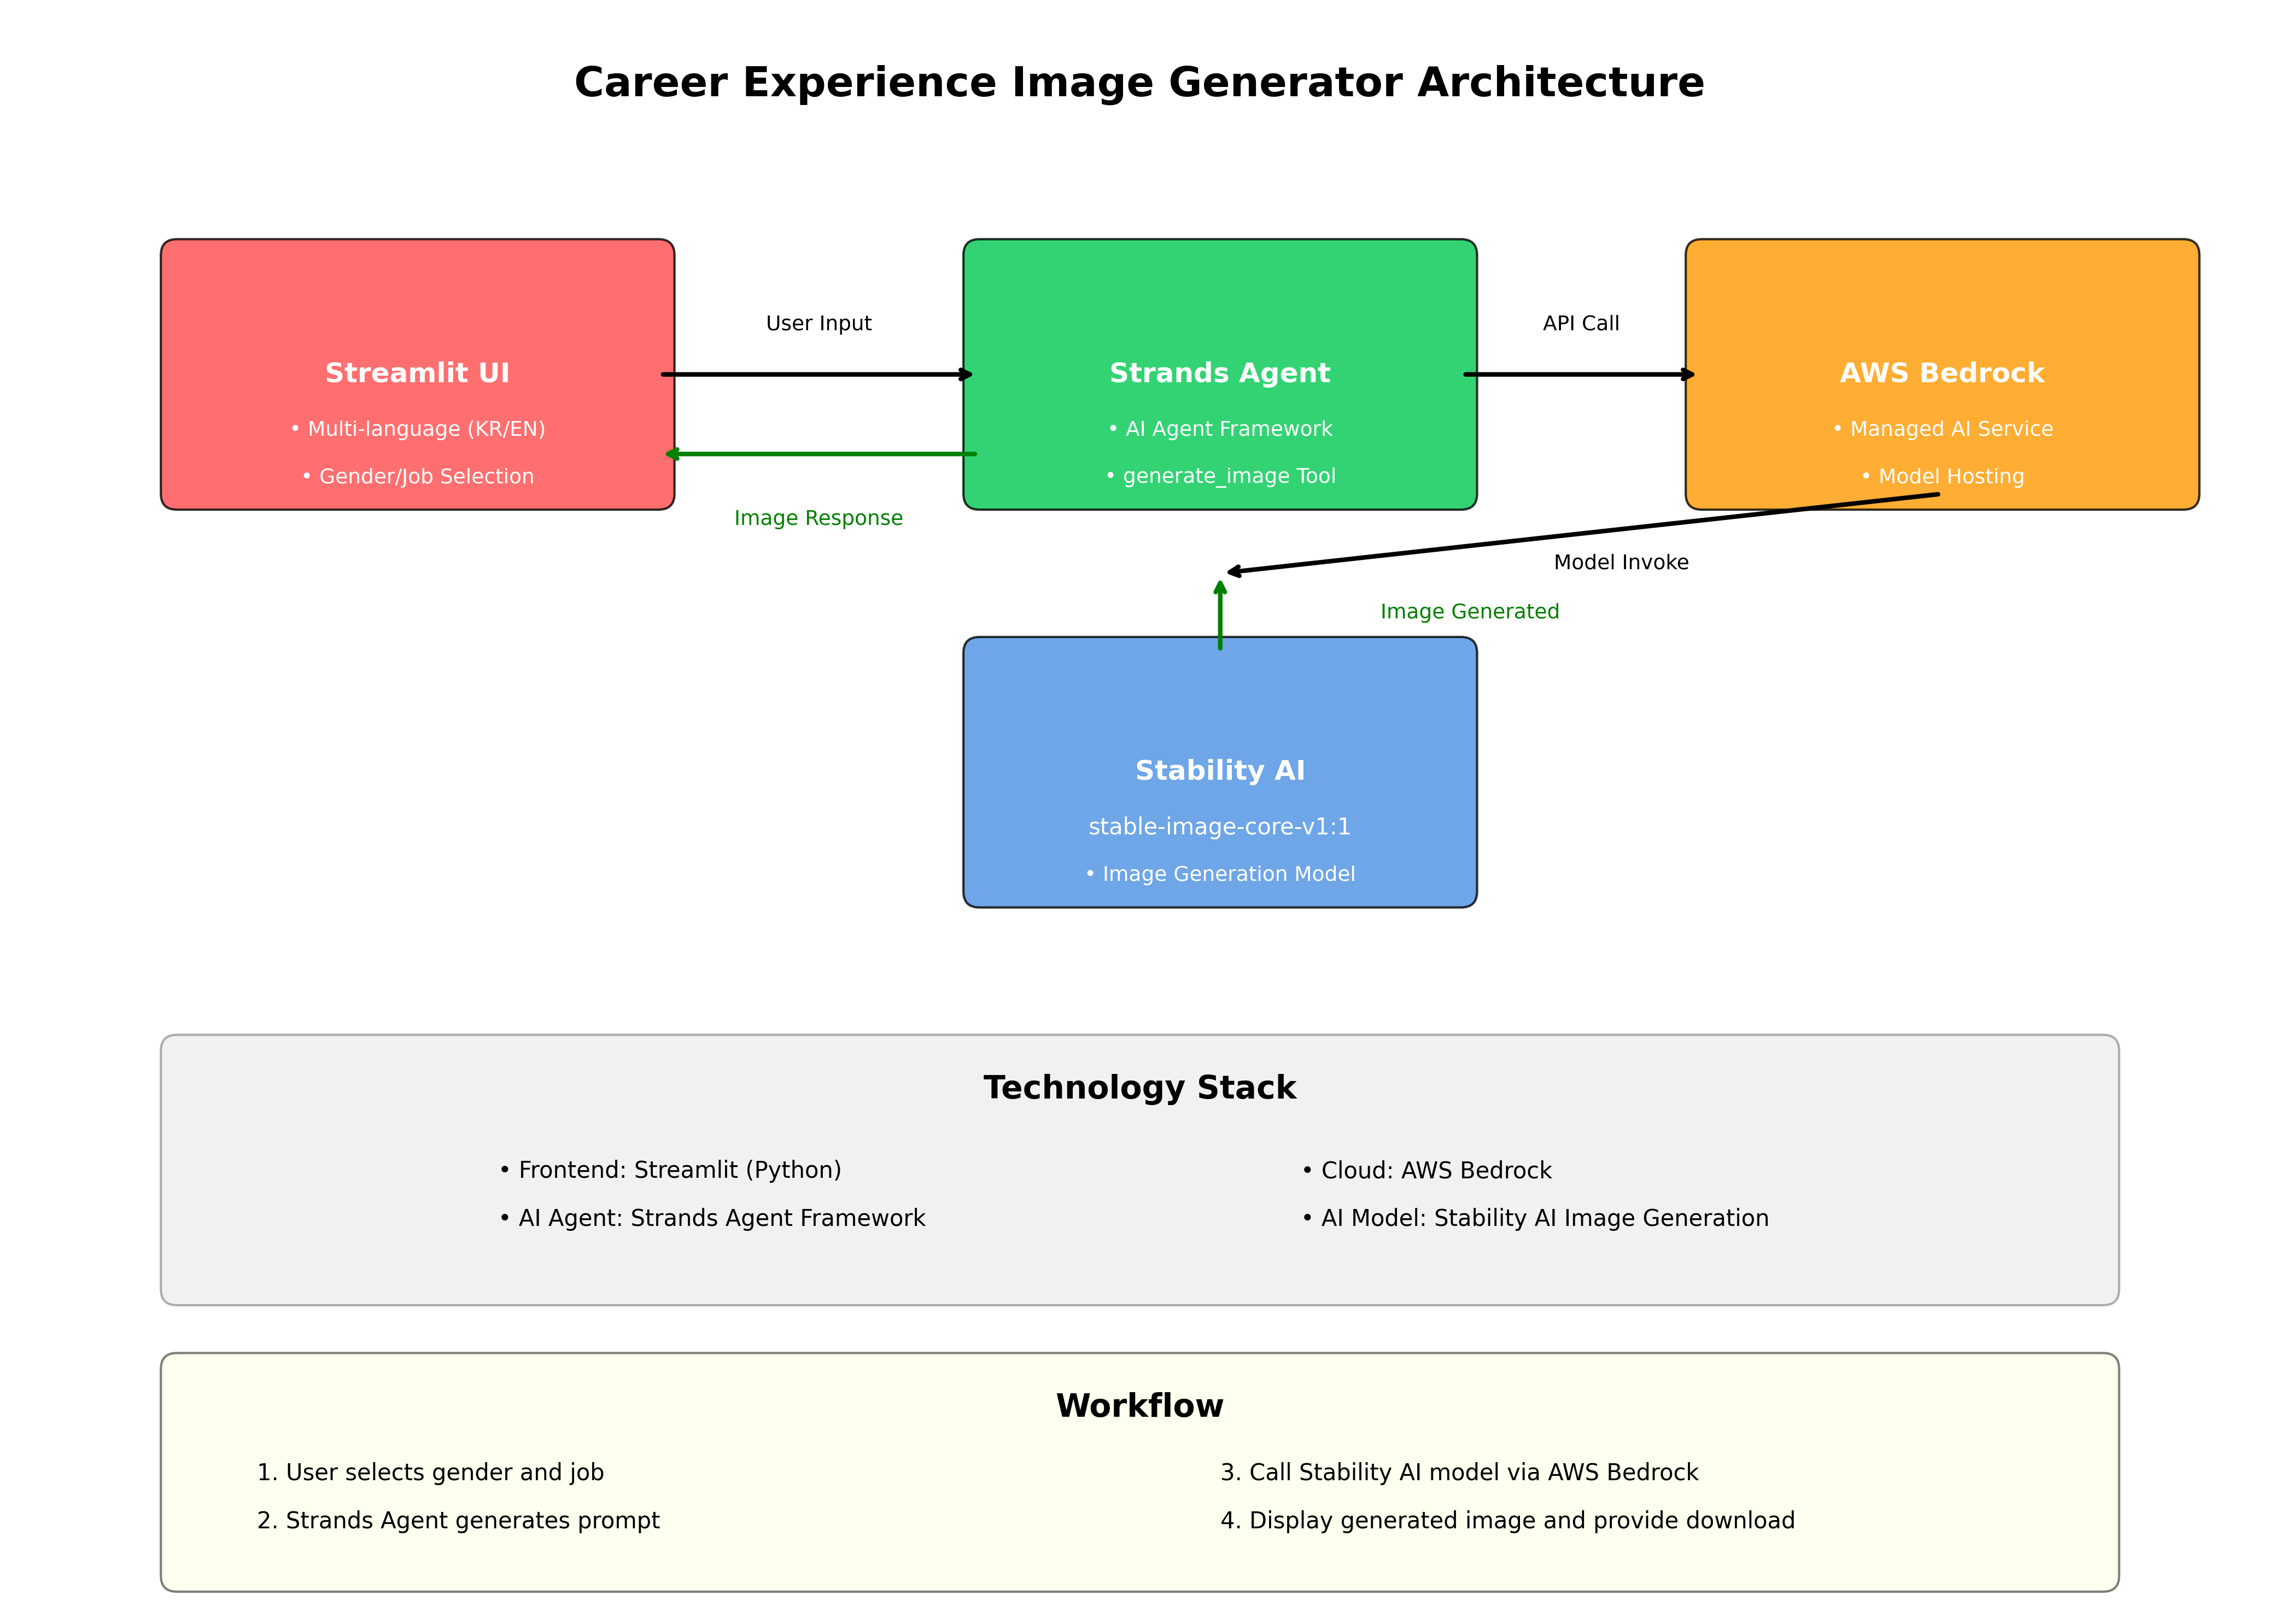 Career Experience Image Generator Architecture
User Input
API Call
Streamlit UI
• Multi-language (KR/EN)
• Gender/Job Selection
Strands Agent
• AI Agent Framework
• generate_image Tool
AWS Bedrock
• Managed AI Service
• Model Hosting
Image Response
Model Invoke
Image Generated
Stability AI
stable-image-core-v1:1
• Image Generation Model
Technology Stack
• Frontend: Streamlit (Python)
• AI Agent: Strands Agent Framework
• Cloud: AWS Bedrock
• AI Model: Stability AI Image Generation
Workflow
1. User selects gender and job
2. Strands Agent generates prompt
3. Call Stability AI model via AWS Bedrock
4. Display generated image and provide download